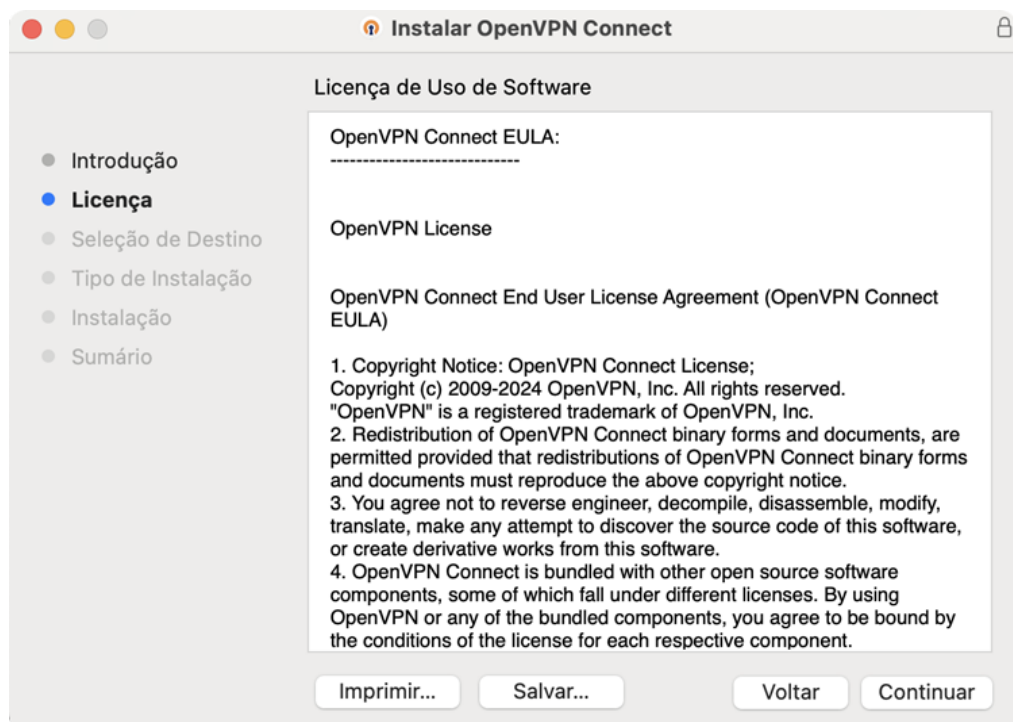 Instalar OpenVPN Connect
Licença de Uso de Software
Introdução
Licença
Seleção de Destino
Tipo de Instalação
Instalação
Sumário
OpenVPN Connect EULA:
-----------------------------
OpenVPN License
OpenVPN Connect End User License Agreement (OpenVPN Connect
EULA)
1. Copyright Notice: OpenVPN Connect License;
Copyright (c) 2009-2024 OpenVPN, Inc. All rights reserved.
"OpenVPN" is a registered trademark of OpenVPN, Inc.
2. Redistribution of OpenVPN Connect binary forms and documents, are
permitted provided that redistributions of OpenVPN Connect binary forms
and documents must reproduce the above copyright notice.
3. You agree not to reverse engineer, decompile, disassemble, modify,
translate, make any attempt to discover the source code of this software,
or create derivative works from this software.
4. OpenVPN Connect is bundled with other open source software
components, some of which fall under different licenses. By using
OpenVPN or any of the bundled components, you agree to be bound by
the conditions of the license for each respective component.
Imprimir...
Salvar...
Voltar
Continuar